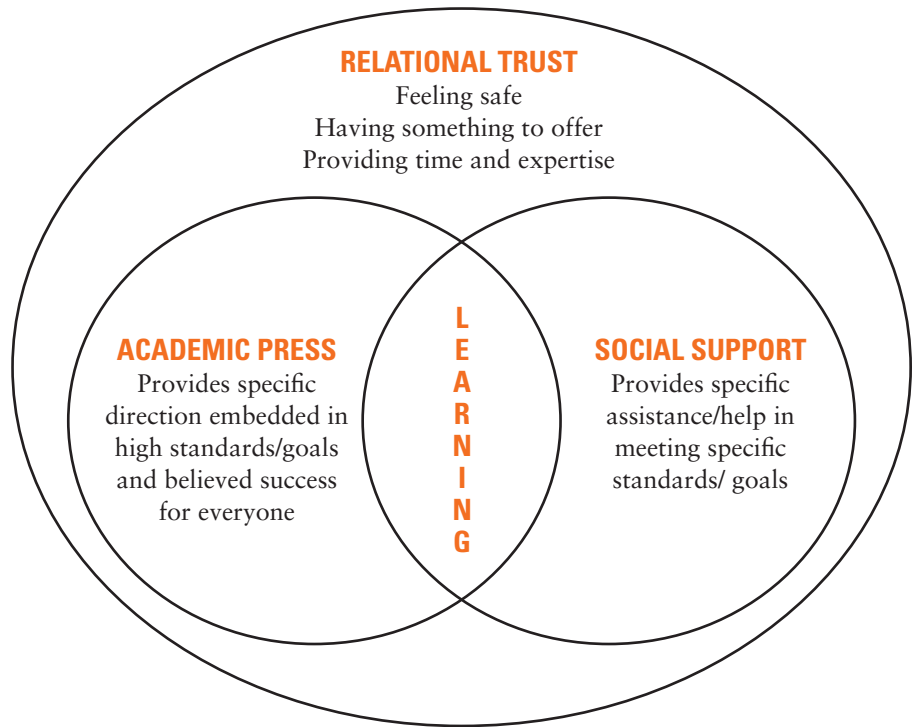 RELATIONAL TRUST
Feeling safe
Having something to offer
Providing time and expertise
ACADEMIC PRESS
Provides specific
direction embedded in
high standards/goals
and believed success
for everyone
LEARNING
SOCIAL SUPPORT
Provides specific
assistance/help in
meeting specific
standards/ goals